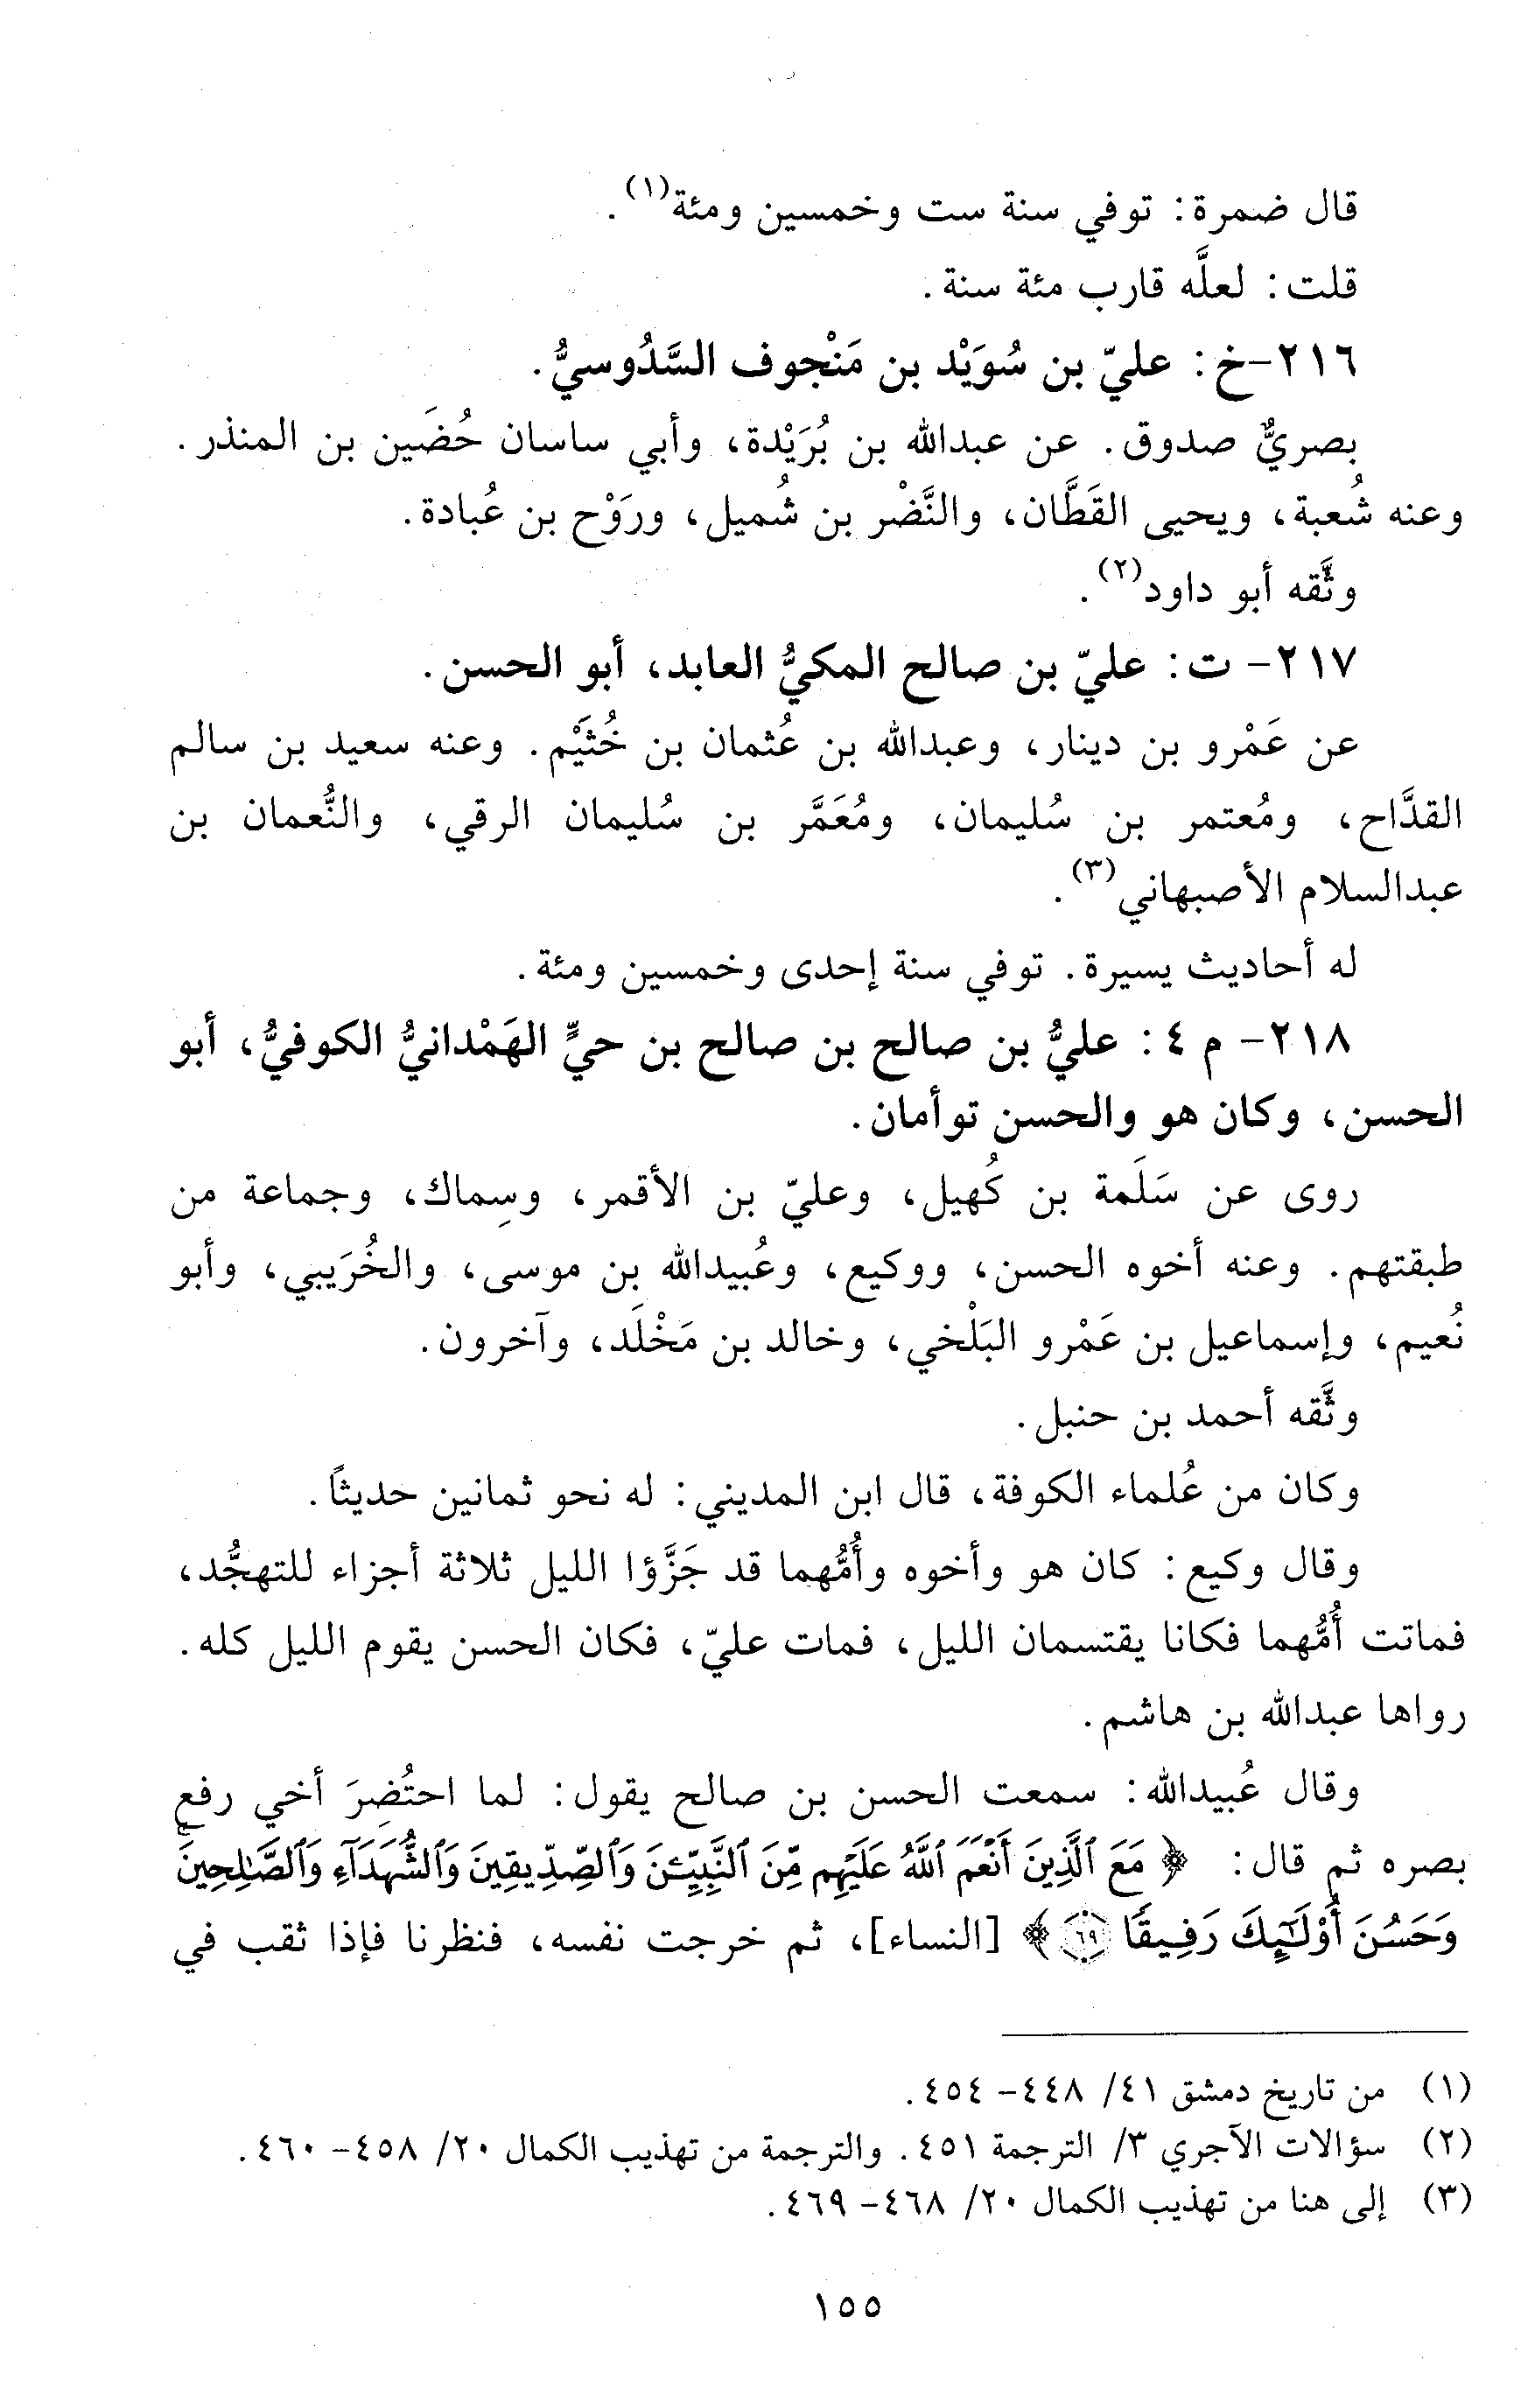 قال ضمرة: توفي سنة ست وخمسين ومئة(١).
قلت: لعلَّه قارب مئة سنة.
٢١٦-خ: عليّ بن سُوَيْد بن مَنْجوف السَّدُوسيُّ.
بصريٌّ صدوق. عن عبدالله بن بُرَيْدة، وأبي ساسان حُضَين بن المنذر.
وعنه شُعبة، ويحيى القَطَّان، والنَّضْر بن شُميل، ورَوْح بن عُبادة.
وثَّقه أبو داود(٢).
٢١٧- ت: عليّ بن صالح المكيُّ العابد، أبو الحسن.
عن عَمْرو بن دينار، وعبدالله بن عُثمان بن خُثَيْم. وعنه سعيد بن سالم
القدَّاح، ومُعتمر بن سُليمان، ومُعَمَّر بن سُليمان الرقي، والنُّعمان بن
عبدالسلام الأصبهاني(٣).
له أحاديث يسيرة. توفي سنة إحدى وخمسين ومئة.
٢١٨- م ٤: عليُّ بن صالح بن صالح بن حيٍّ الهَمْدانيُّ الكوفيُّ، أبو
الحسن، وكان هو والحسن توأمان.
روى عن سَلَمة بن كُهيل، وعليّ بن الأقمر، وسِماك، وجماعة من
طبقتهم. وعنه أخوه الحسن، ووكيع، وعُبيدالله بن موسى، والخُرَيبي، وأبو
نُعيم، وإسماعيل بن عَمْرو البَلْخي، وخالد بن مَخْلَد، وآخرون.
وثَّقه أحمد بن حنبل.
وكان من عُلماء الكوفة، قال ابن المديني: له نحو ثمانين حديثاً.
وقال وكيع: كان هو وأخوه وأُمُّهما قد جَزَّؤا الليل ثلاثة أجزاء للتهجُّد،
فماتت أُمُّهما فكانا يقتسمان الليل، فمات عليّ، فكان الحسن يقوم الليل كله.
رواها عبدالله بن هاشم.
وقال عُبيدالله: سمعت الحسن بن صالح يقول: لما احتُضِرَ أخي رفع
بصره ثم قال: ﴿مَعَ ٱلَّذِينَ أَنْعَمَ ٱللَّهُ عَلَيْهِم مِّنَ ٱلنَّبِيِّـۧنَ وَٱلصِّدِّيقِينَ وَٱلشُّهَدَآءِ وَٱلصَّـٰلِحِينَۚ
وَحَسُنَ أُوْلَـٰٓئِكَ رَفِيقًا ٦٩﴾ [النساء]، ثم خرجت نفسه، فنظرنا فإذا ثقب في
(١) من تاريخ دمشق ٤١/ ٤٤٨- ٤٥٤.
(٢) سؤالات الآجري ٣/ الترجمة ٤٥١. والترجمة من تهذيب الكمال ٢٠/ ٤٥٨- ٤٦٠.
(٣) إلى هنا من تهذيب الكمال ٢٠/ ٤٦٨- ٤٦٩.
١٥٥